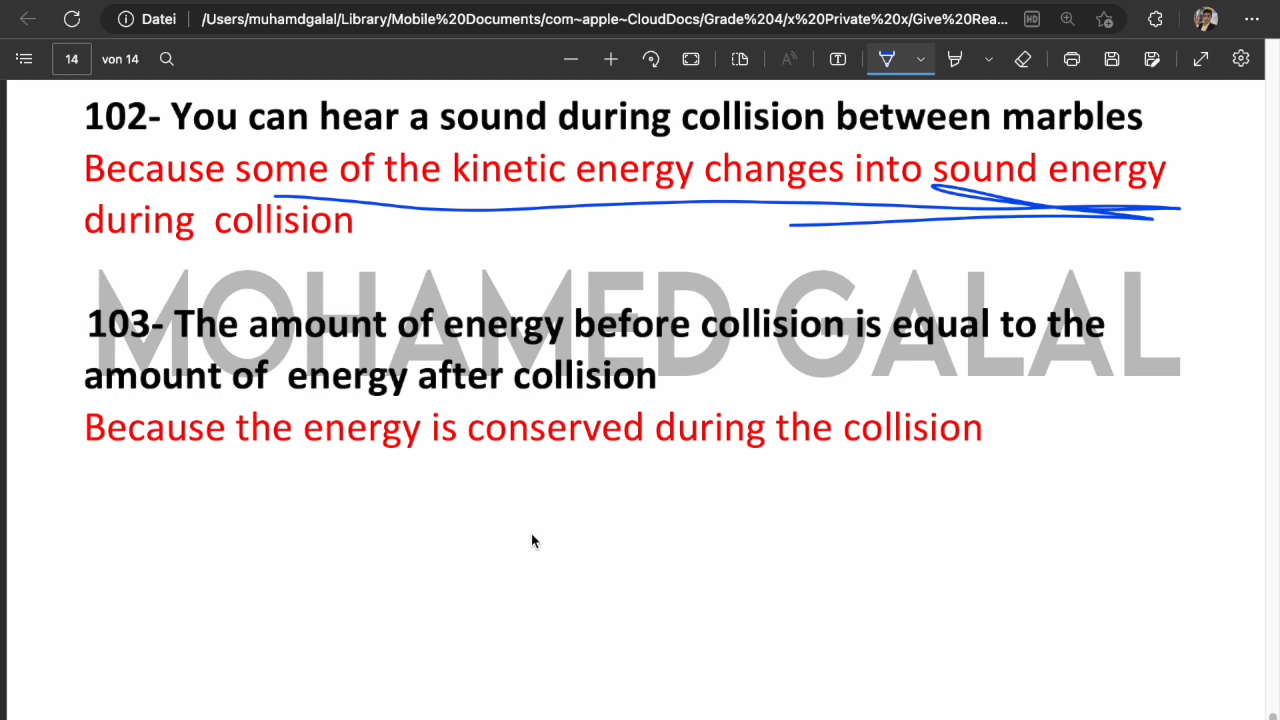 Datei
/Users/muhamdgalal/Library/Mobile%20Documents/com~apple~CloudDocs/Grade%204/x%20Private%20x/Give%20Rea...
HD
14 von 14
102- You can hear a sound during collision between marbles
Because some of the kinetic energy changes into sound energy
during collision
MOHAMED GALAL
103- The amount of energy before collision is equal to the
amount of energy after collision
Because the energy is conserved during the collision